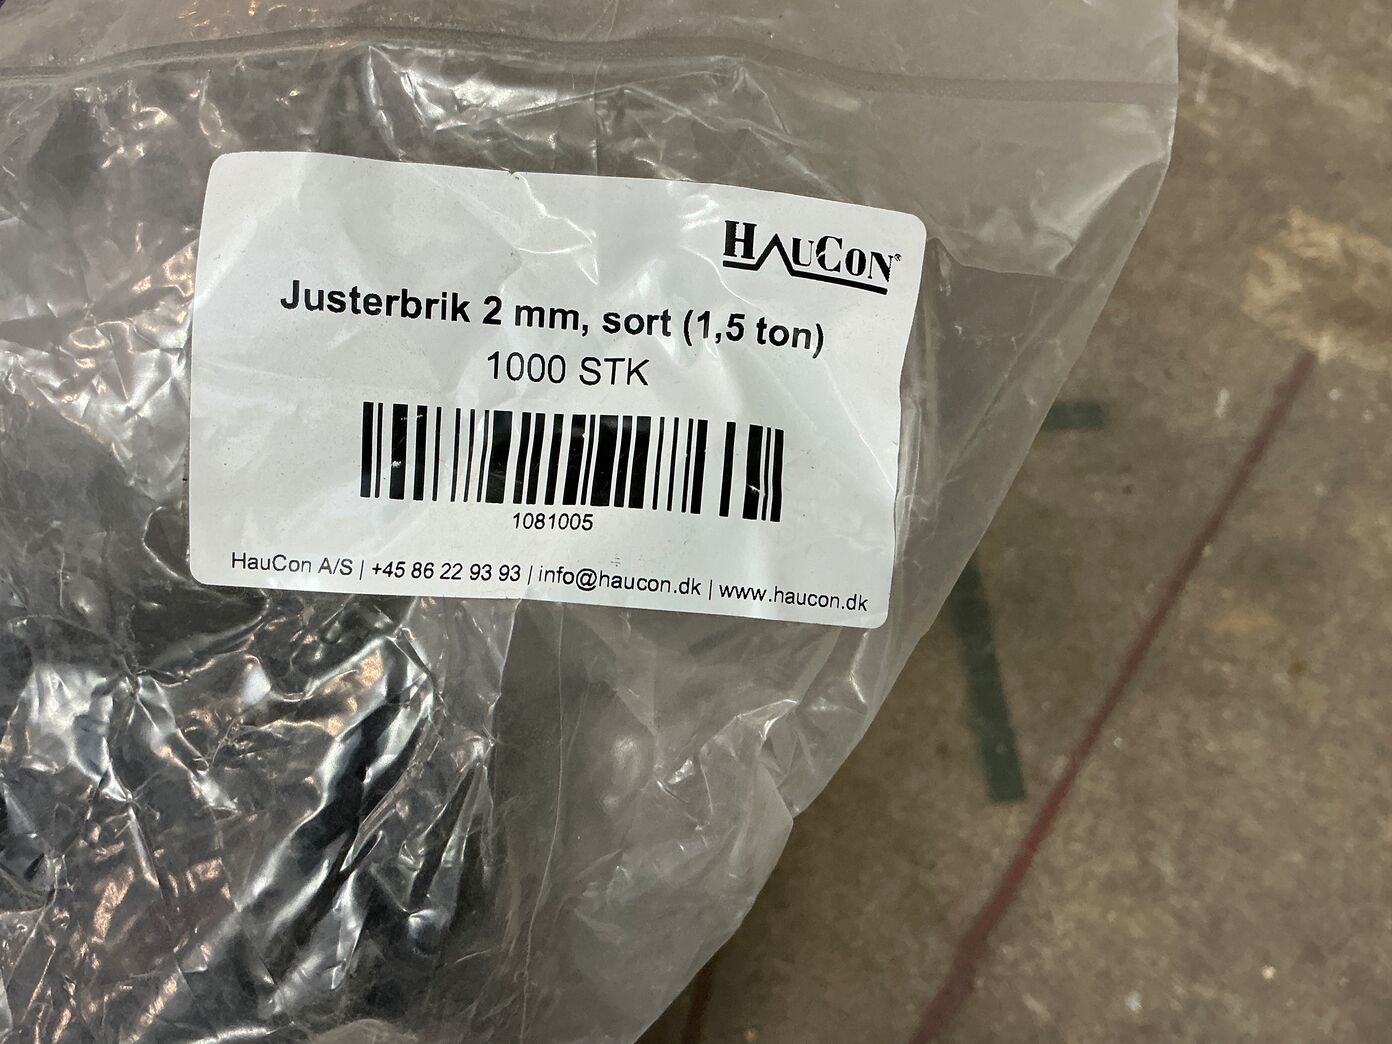 HAUCON®
Justerbrik 2 mm, sort (1,5 ton)
1000 STK
1081005
HauCon A/S | +45 86 22 93 93 | info@haucon.dk | www.haucon.dk